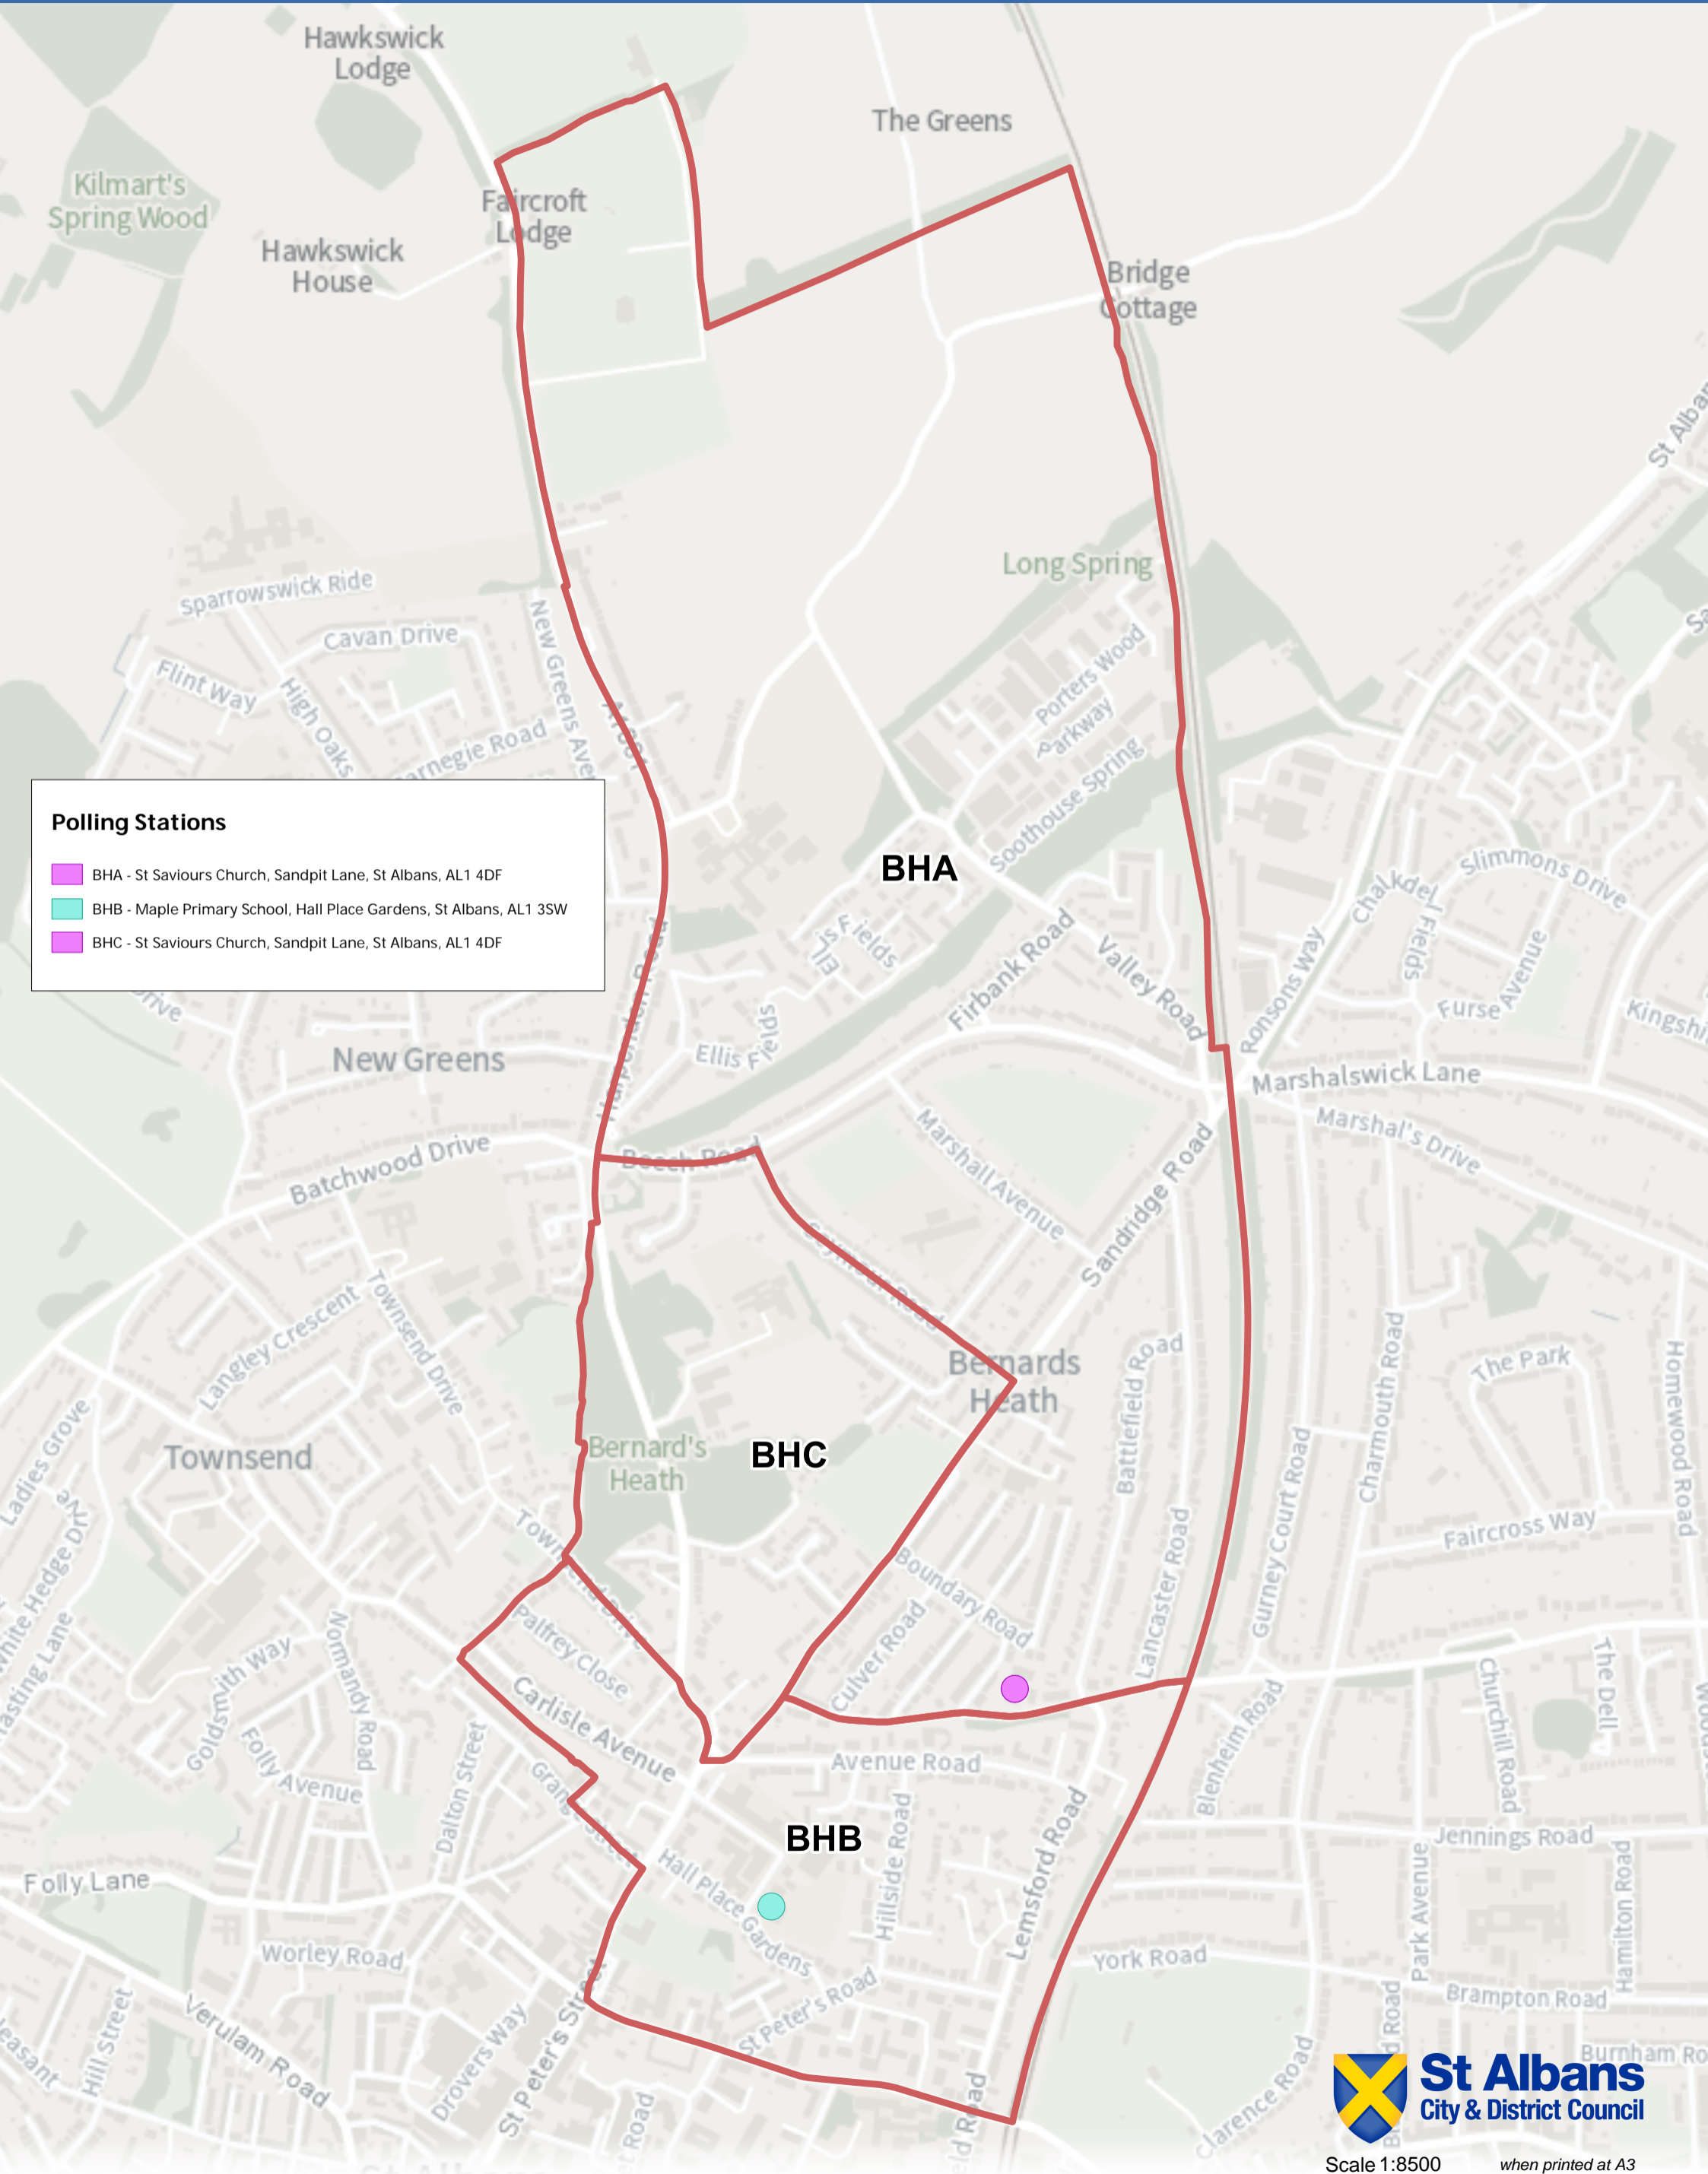 Hawkswick
Lodge
The Greens
Kilmart's
Spring Wood
Faircroft
Lodge
Hawkswick
House
Bridge
Cottage
Long Spring
Sparrowswick Ride
Cavan Drive
New Greens
Flint Way
High Oaks
Porters Wood
Parkway
Soothouse Spring
Polling Stations
BHA - St Saviours Church, Sandpit Lane, St Albans, AL1 4DF
BHB - Maple Primary School, Hall Place Gardens, St Albans, AL1 3SW
BHC - St Saviours Church, Sandpit Lane, St Albans, AL1 4DF
BHA
Slimmons Drive
Ellis Fields
Firbank Road
Valley Road
Ronsons Way
Furse Avenue
Drive
New Greens
Ellis Fields
Marshalswick Lane
Marshal's Drive
Batchwood Drive
Beech Road
Marshall Avenue
Sandridge Road
Seymour Road
Langley Crescent
Townsend Drive
Bernards
Heath
Battlefield Road
Charmouth Road
The Park
Homewood Road
Ladies Grove
Townsend
Bernard's
Heath
BHC
Gurney Court Road
Faircross Way
White Hedge Drive
Townsend Drive
Boundary Road
Lancaster Road
Palfrey Close
Culver Road
Normandy Road
Goldsmith Way
Carlisle Avenue
Churchill Road
The Dell
Folly Avenue
Dalton Street
Grange Street
Avenue Road
Blenheim Road
BHB
Hillside Road
Lemsford Road
Jennings Road
Folly Lane
Hall Place Gardens
Park Avenue
Hamilton Road
Worley Road
York Road
Brampton Road
Verulam Road
Hill Street
Drovers Way
St Peter's Street
St Peter's Road
Clarence Road
St Albans
City & District Council
Scale 1:8500
when printed at A3